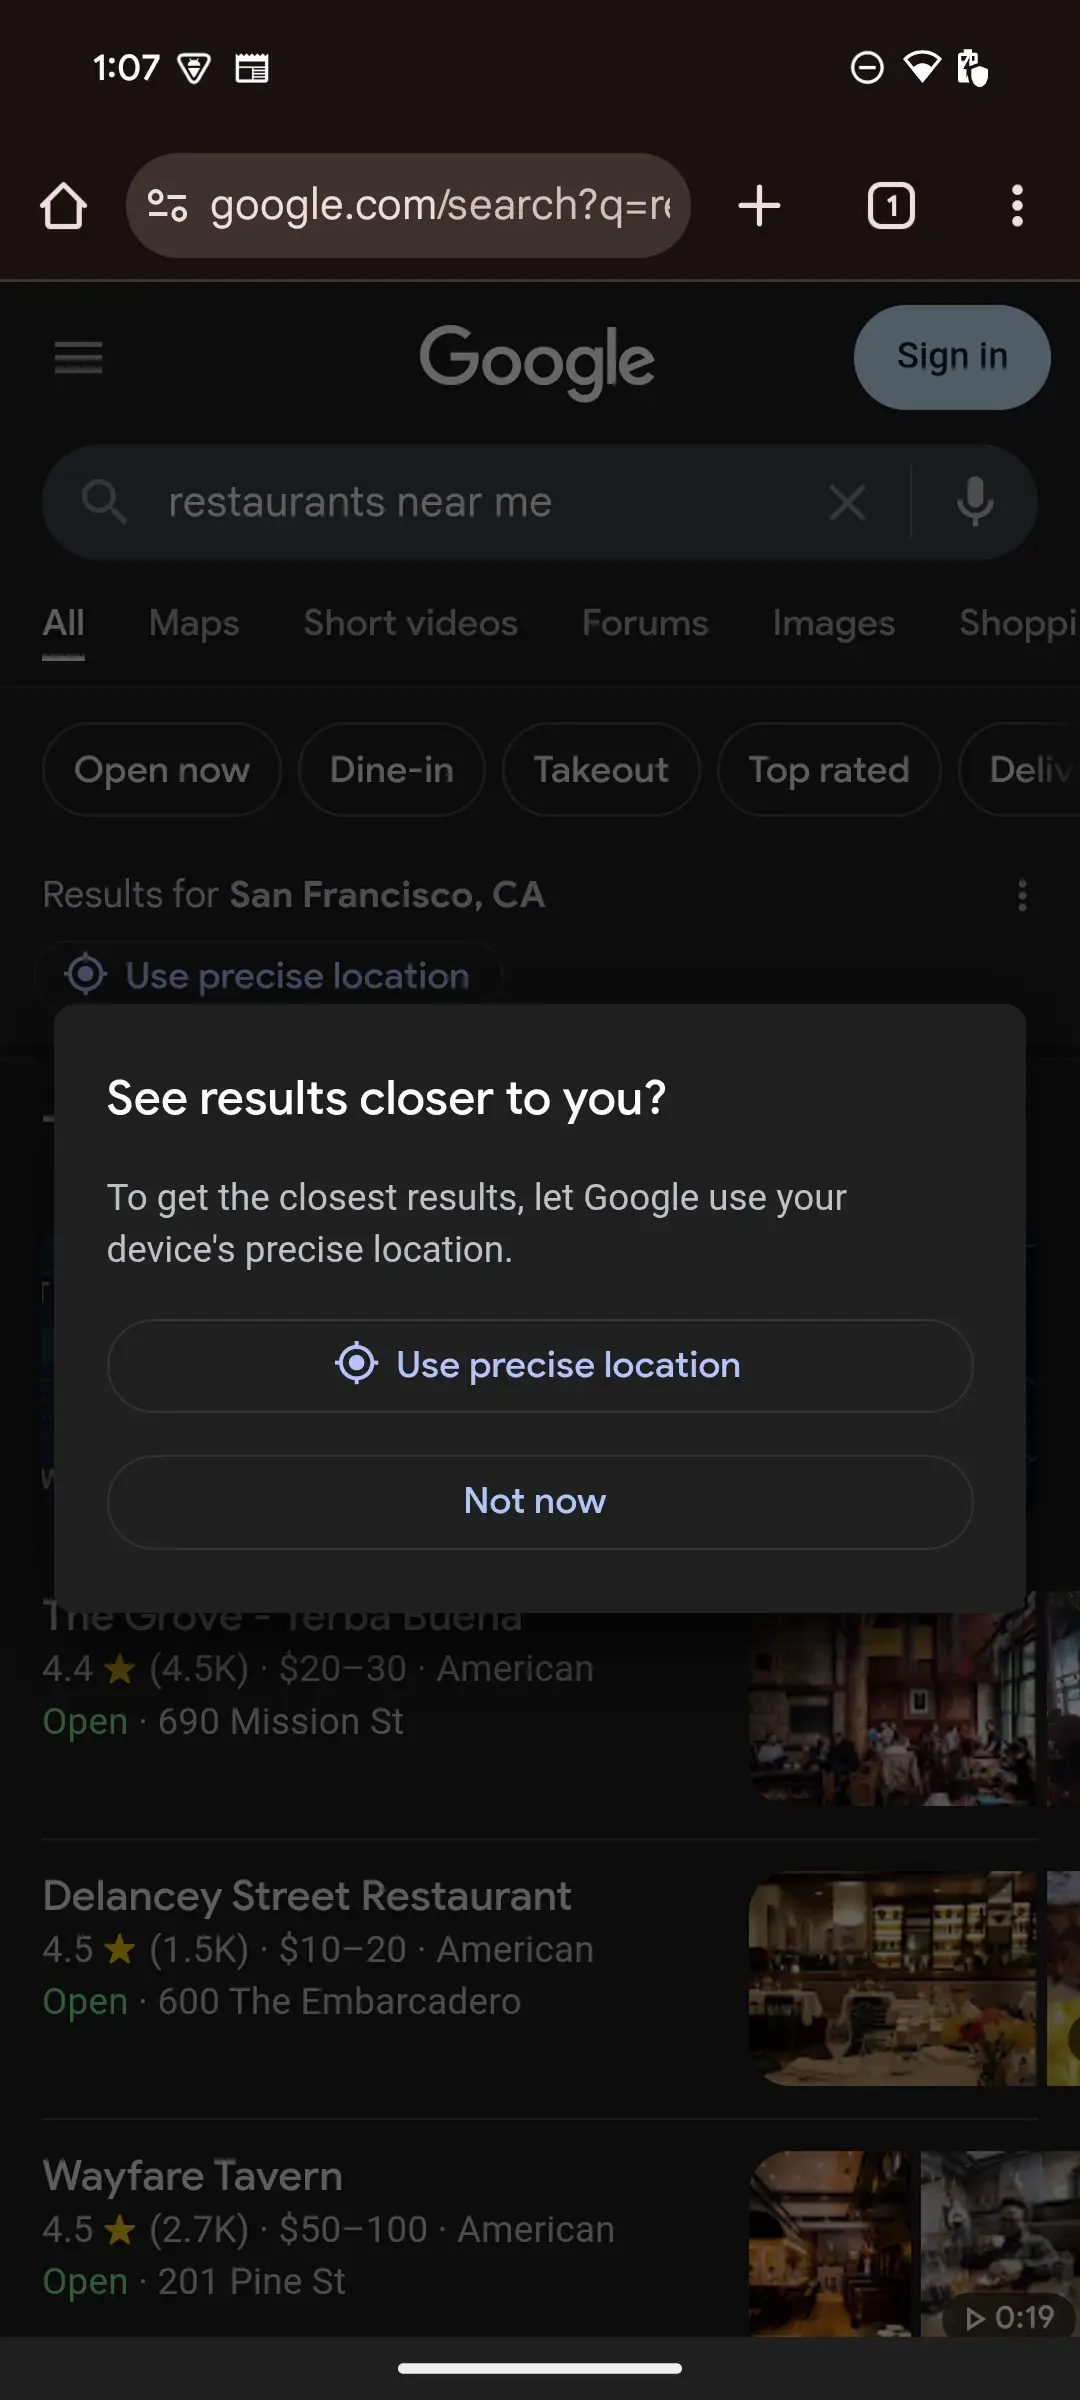 1:07
google.com/search?q=re
1
Google
Sign in
restaurants near me
All Maps Short videos Forums Images Shoppi
Open now Dine-in Takeout Top rated Deliv
Results for San Francisco, CA
Use precise location
See results closer to you?
To get the closest results, let Google use your
device's precise location.
Use precise location
Not now
The Grove - Yerba Buena
4.4 ★ (4.5K) · $20–30 · American
Open · 690 Mission St
Delancey Street Restaurant
4.5 ★ (1.5K) · $10–20 · American
Open · 600 The Embarcadero
Wayfare Tavern
4.5 ★ (2.7K) · $50–100 · American
Open · 201 Pine St
0:19